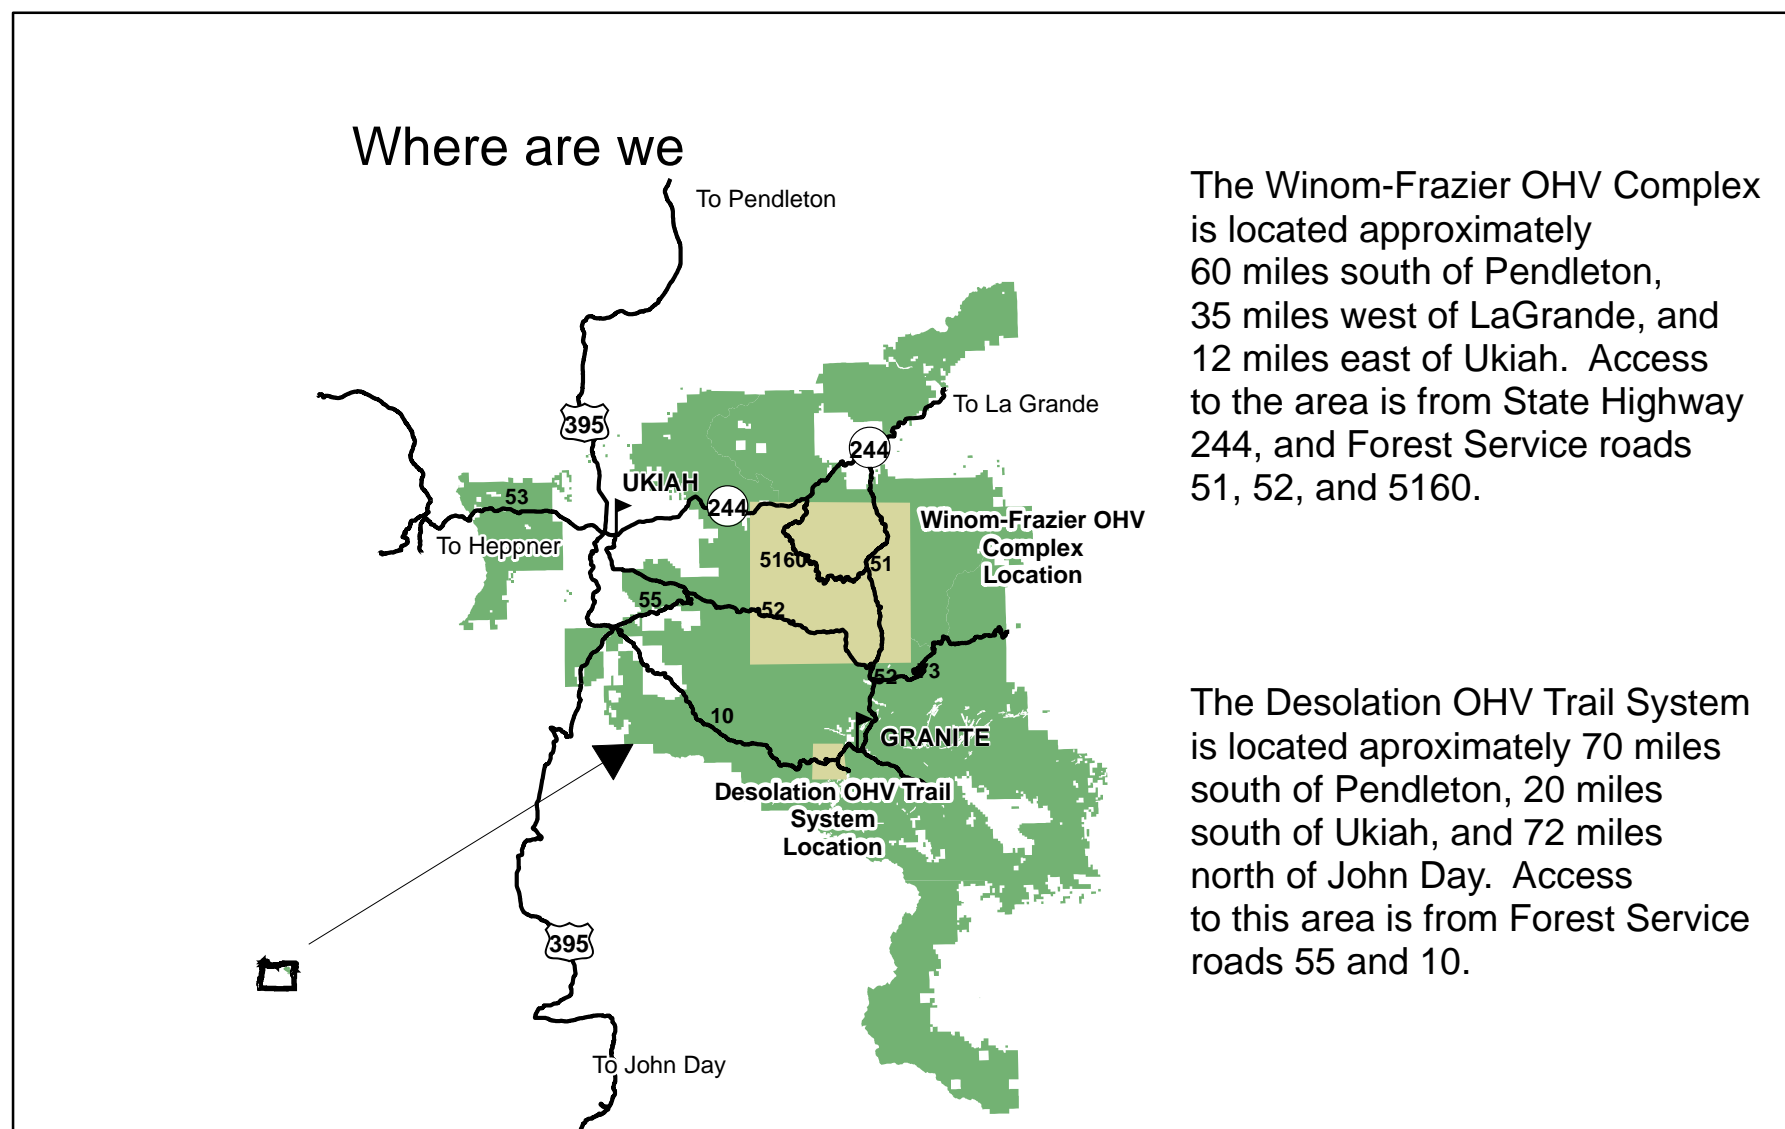 Where are we
To Pendleton
395
To La Grande
244
UKIAH
244
53
To Heppner
Winom-Frazier OHV
Complex
Location
5160
51
55
52
52
73
10
GRANITE
Desolation OHV Trail
System
Location
395
To John Day
The Winom-Frazier OHV Complex
is located approximately
60 miles south of Pendleton,
35 miles west of LaGrande, and
12 miles east of Ukiah.  Access
to the area is from State Highway
244, and Forest Service roads
51, 52, and 5160.
The Desolation OHV Trail System
is located aproximately 70 miles
south of Pendleton, 20 miles
south of Ukiah, and 72 miles
north of John Day.  Access
to this area is from Forest Service
roads 55 and 10.